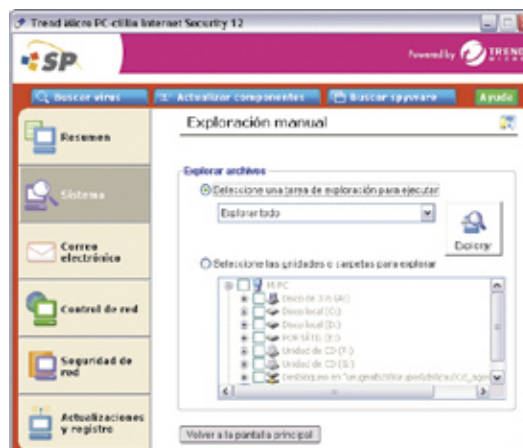 Trend Micro PC-cillin Internet Security 12
SP
Powered by TREND MICRO
Buscar virus
Actualizar componentes
Buscar spyware
Ayuda
Resumen
Sistema
Correo electrónico
Control de red
Seguridad de red
Actualizaciones y registro
Exploración manual
Explorar archivos
Seleccione una tarea de exploración para ejecutar
Explorar todo
Explorar
Seleccione las unidades o carpetas para explorar
Mi PC
Disco de 3½ (A:)
Disco local (C:)
Disco local (D:)
PORTÁTIL (E:)
Unidad de CD (F:)
Unidad de CD (G:)
Volver a la pantalla principal